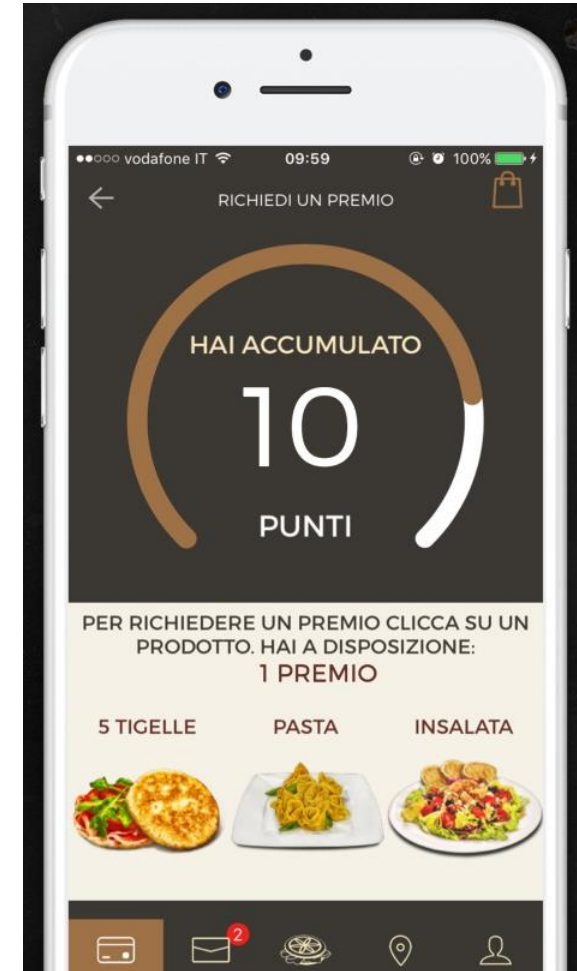 vodafone IT 09:59 100%
RICHIEDI UN PREMIO
HAI ACCUMULATO
10
PUNTI
PER RICHIEDERE UN PREMIO CLICCA SU UN
PRODOTTO. HAI A DISPOSIZIONE:
1 PREMIO
5 TIGELLE PASTA INSALATA
2